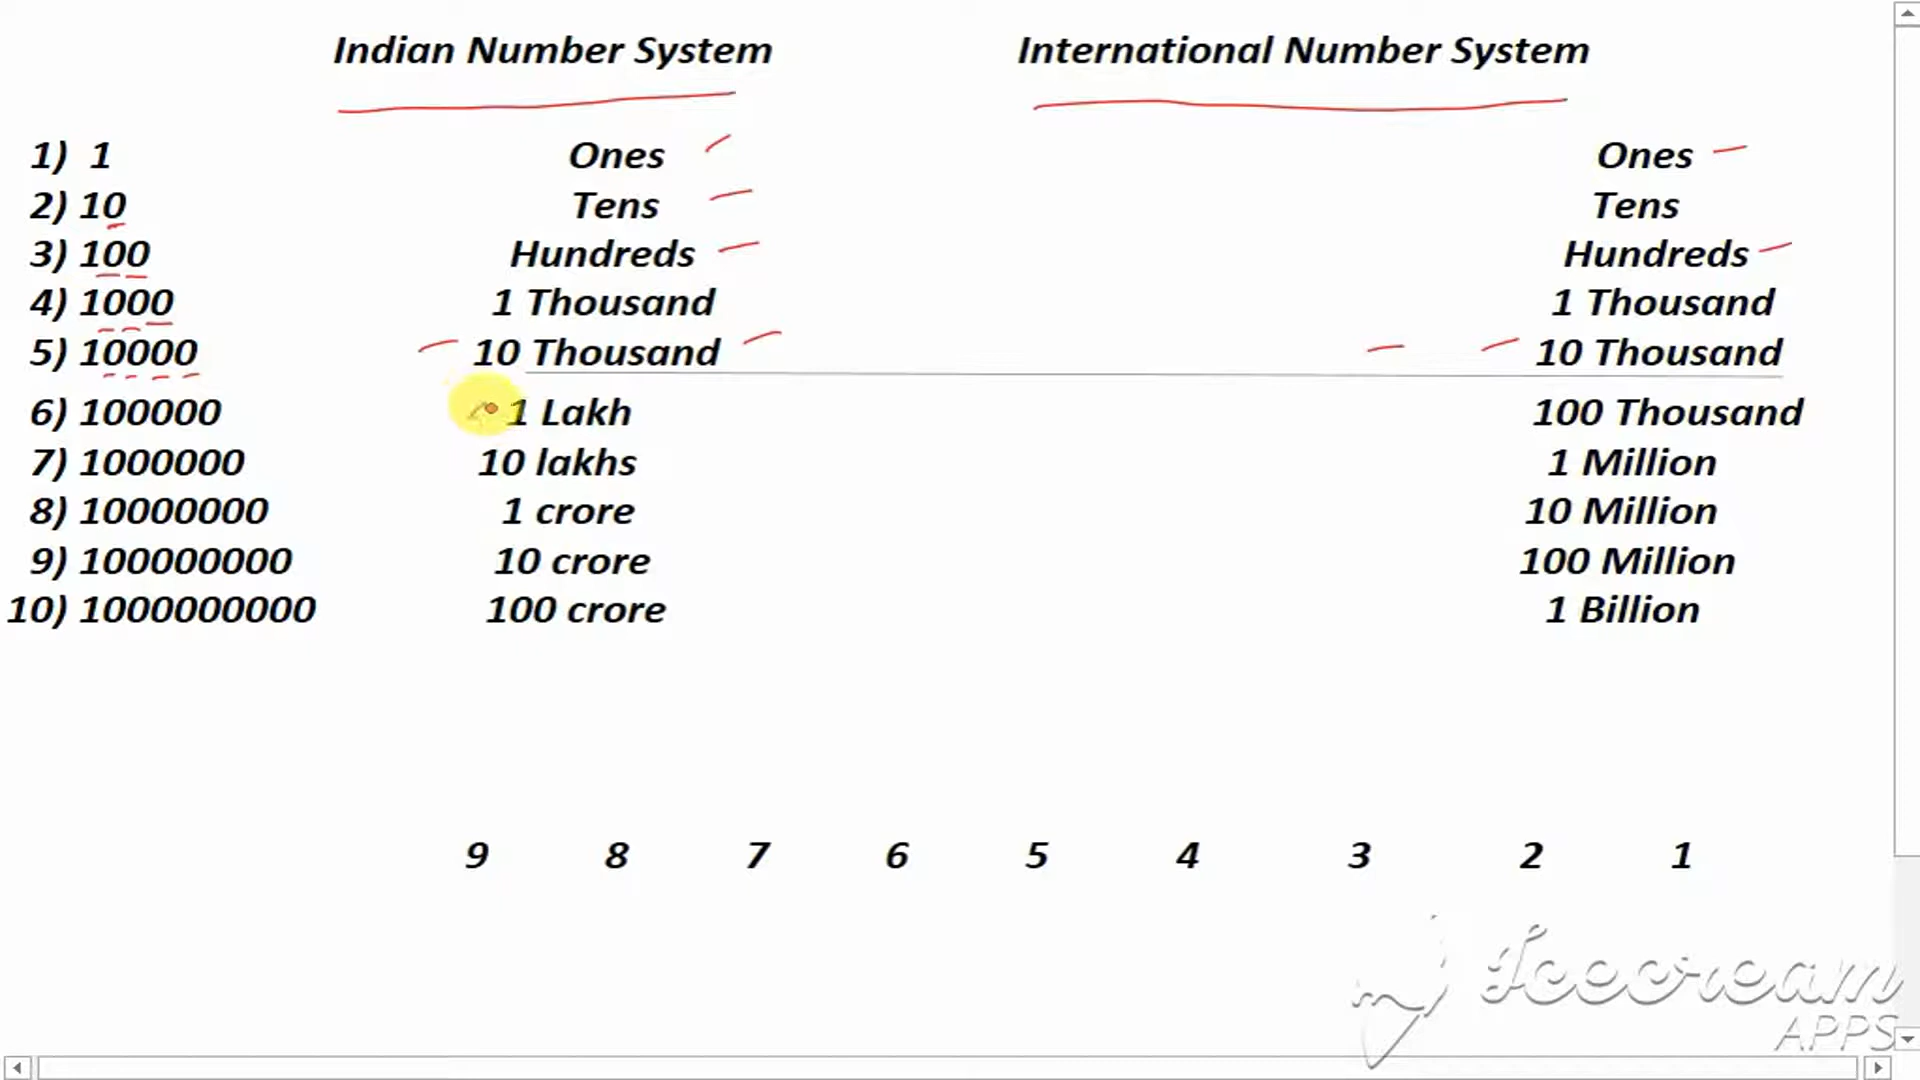 Indian Number System International Number System
1) 1 Ones Ones
2) 10 Tens Tens
3) 100 Hundreds Hundreds
4) 1000 1 Thousand 1 Thousand
5) 10000 10 Thousand 10 Thousand
6) 100000 1 Lakh 100 Thousand
7) 1000000 10 lakhs 1 Million
8) 10000000 1 crore 10 Million
9) 100000000 10 crore 100 Million
10) 1000000000 100 crore 1 Billion
9 8 7 6 5 4 3 2 1
Icecream
APPS